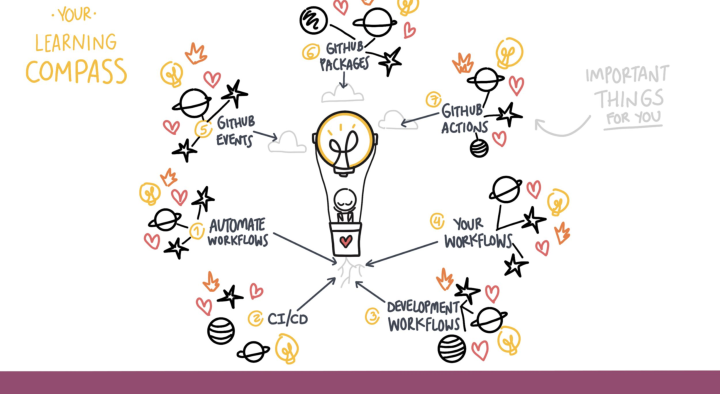 · YOUR ·
LEARNING
COMPASS
6 GITHUB
PACKAGES
7 GITHUB
ACTIONS
IMPORTANT
THINGS
FOR YOU
5 GITHUB
EVENTS
1 AUTOMATE
WORKFLOWS
4 YOUR
WORKFLOWS
2 CI/CD
3 DEVELOPMENT
WORKFLOWS